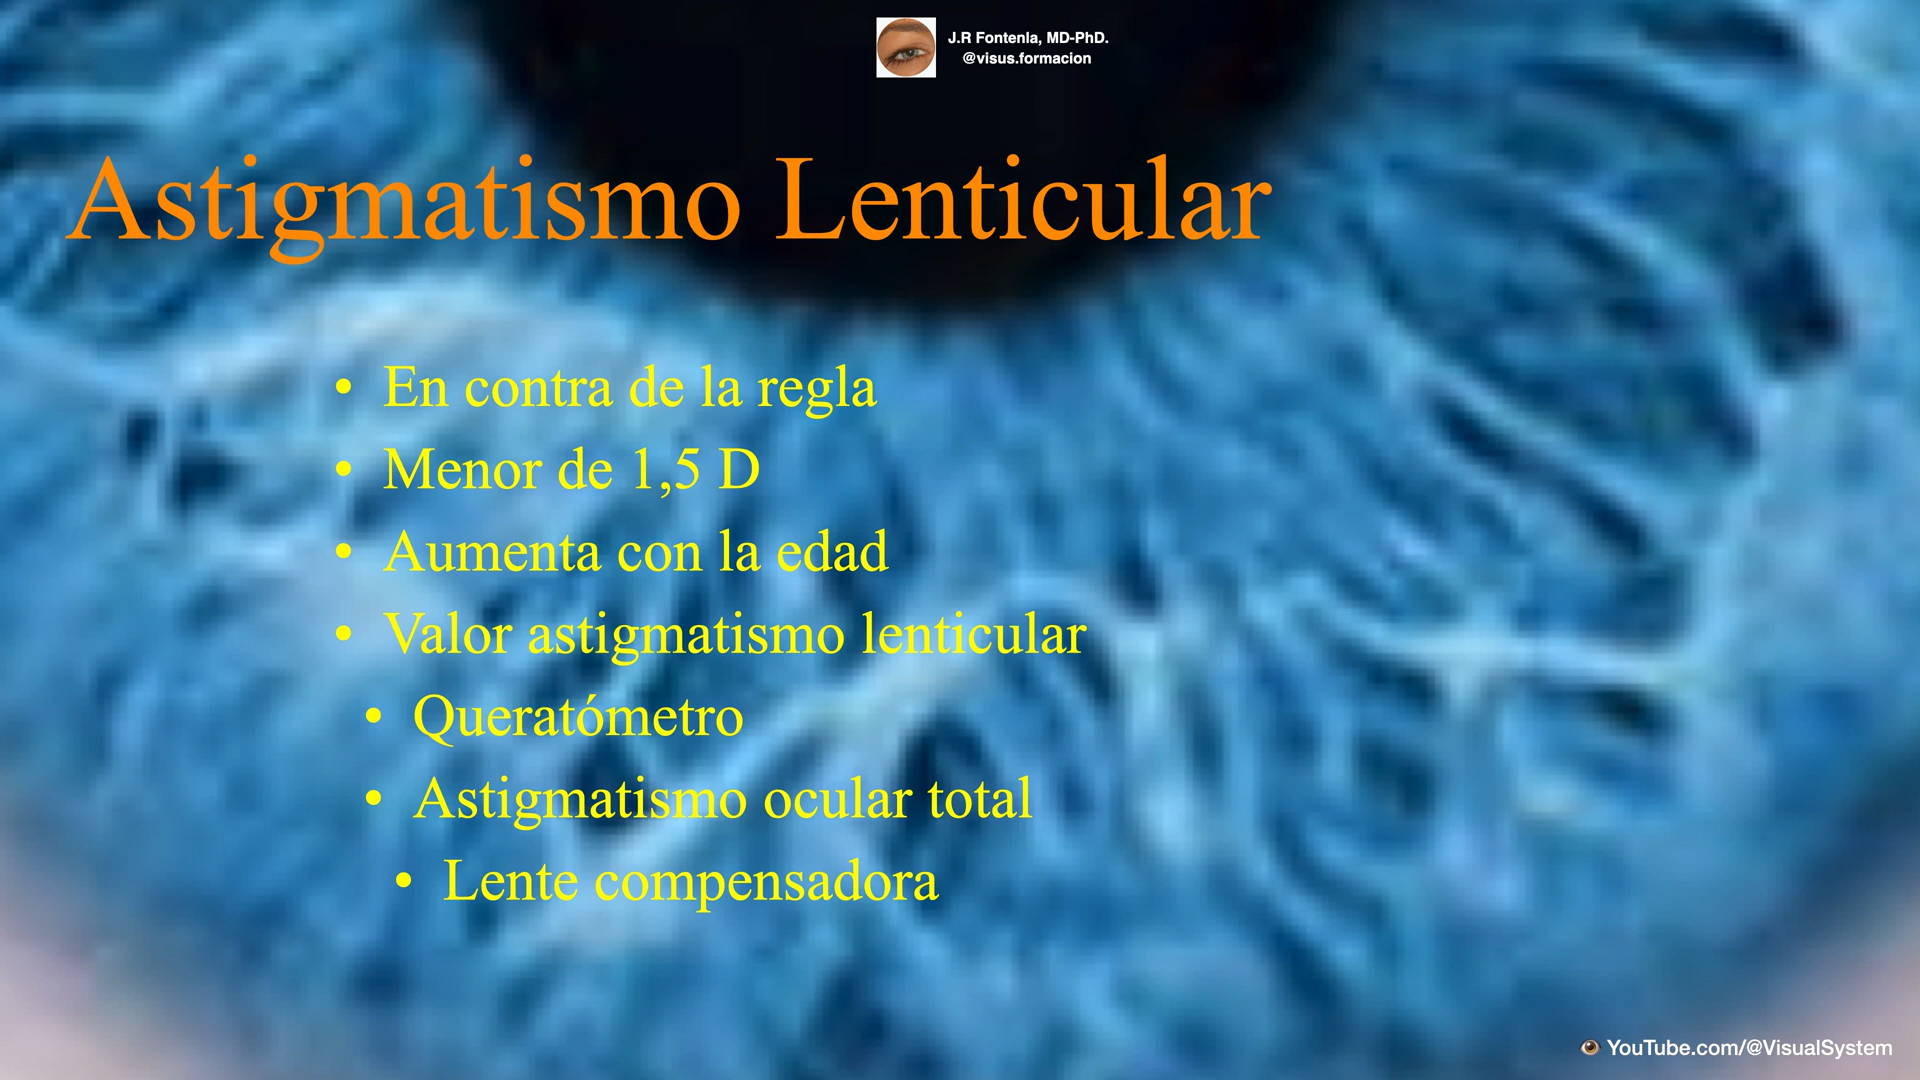 J.R Fontenla, MD-PhD.
@visus.formacion
Astigmatismo Lenticular
• En contra de la regla
• Menor de 1,5 D
• Aumenta con la edad
• Valor astigmatismo lenticular
• Queratómetro
• Astigmatismo ocular total
• Lente compensadora
YouTube.com/@VisualSystem